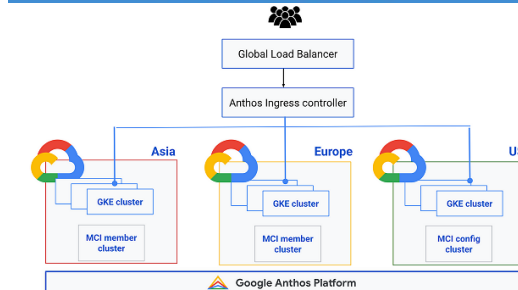 Global Load Balancer
Anthos Ingress controller
Asia
Europe
GKE cluster
GKE cluster
GKE cluster
MCI member
cluster
MCI member
cluster
MCI config
cluster
Google Anthos Platform